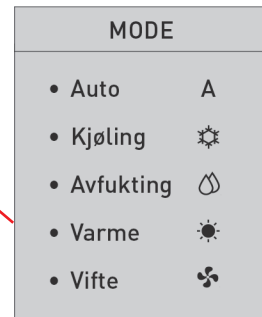 MODE
• Auto A
• Kjøling
• Avfukting
• Varme
• Vifte